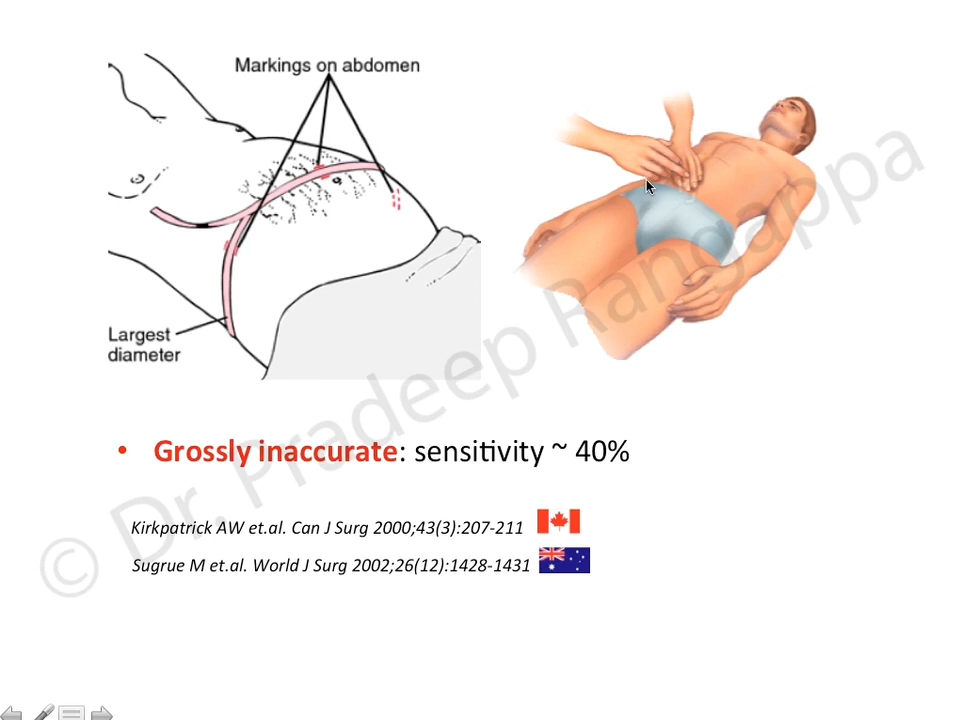 Markings on abdomen
Largest
diameter
• Grossly inaccurate: sensitivity ~ 40%
Kirkpatrick AW et.al. Can J Surg 2000;43(3):207-211
Sugrue M et.al. World J Surg 2002;26(12):1428-1431
© Dr. Pradeep Rangappa